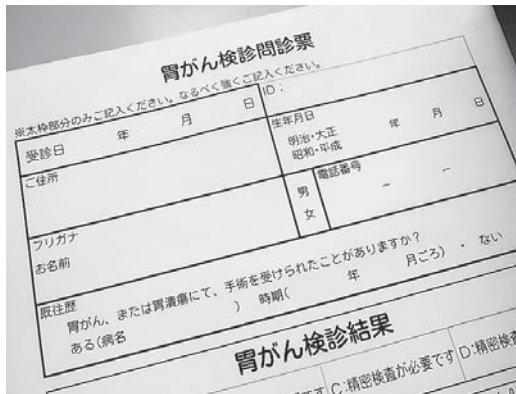 胃がん検診問診票
※太枠部分のみご記入ください。なるべく強くご記入ください。
受診日 年 月 日
ID:
生年月日
明治・大正
昭和・平成
年 月 日
ご住所
男
女
電話番号
－ －
フリガナ
お名前
既往歴
胃がん、または胃潰瘍にて、手術を受けられたことがありますか?
ある(病名 ) 時期( 年 月ごろ) ・ ない
胃がん検診結果
です
C:精密検査が必要です
D:精密検査